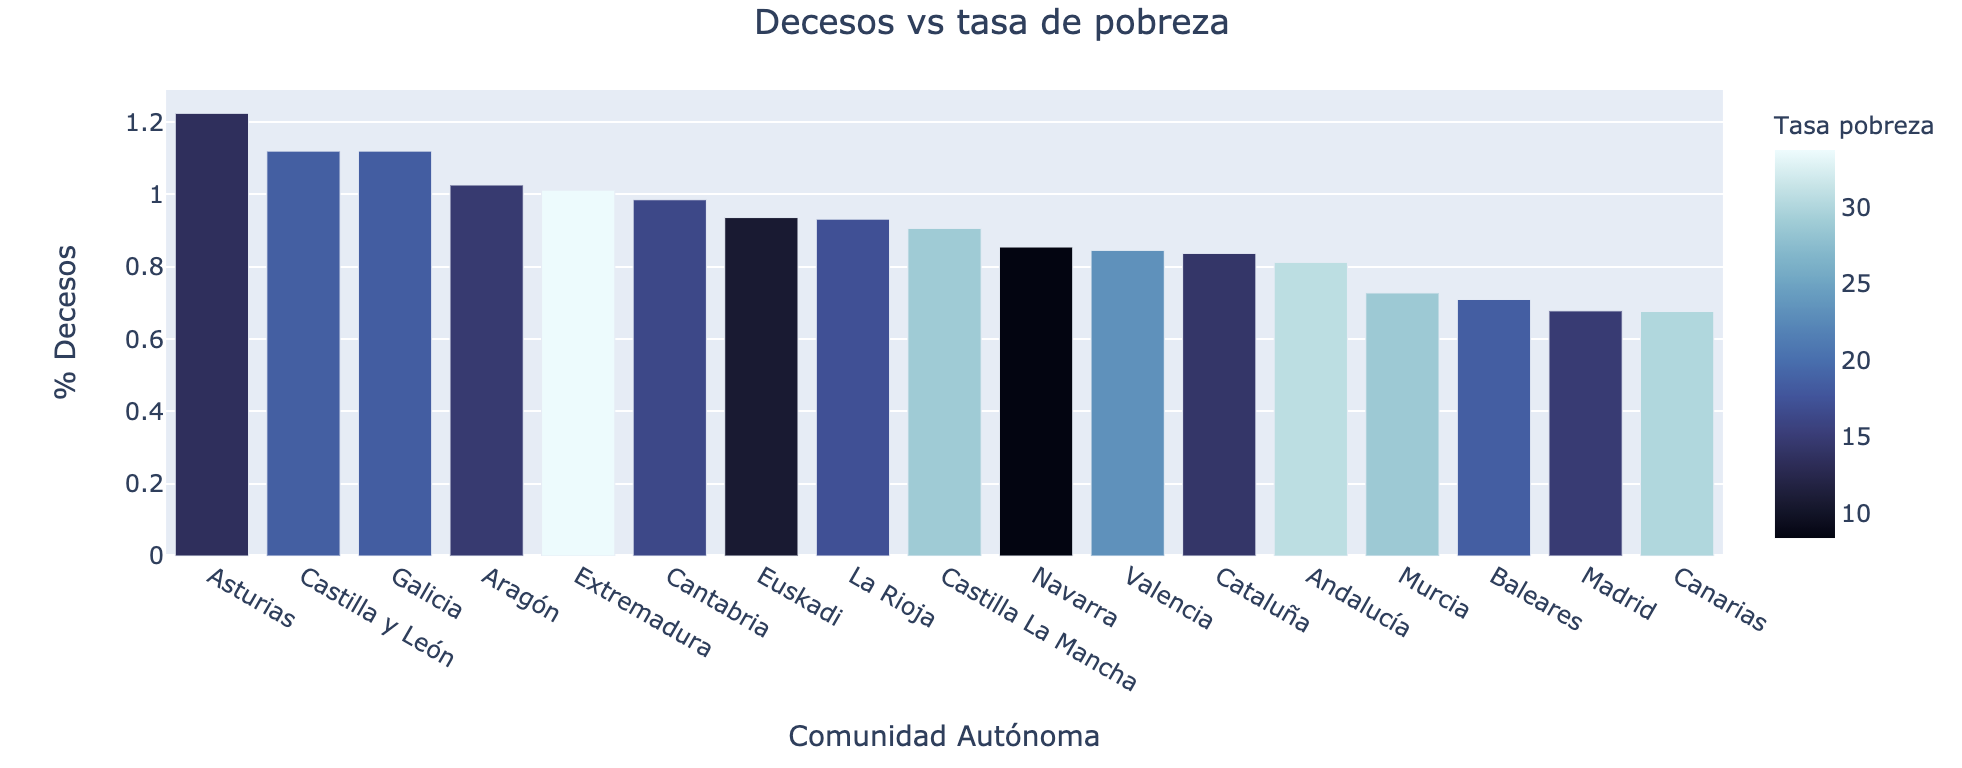 Decesos vs tasa de pobreza
% Decesos
1.2
1
0.8
0.6
0.4
0.2
0
Asturias
Castilla y León
Galicia
Aragón
Extremadura
Cantabria
Euskadi
La Rioja
Castilla La Mancha
Navarra
Valencia
Cataluña
Andalucía
Murcia
Baleares
Madrid
Canarias
Comunidad Autónoma
Tasa pobreza
30
25
20
15
10